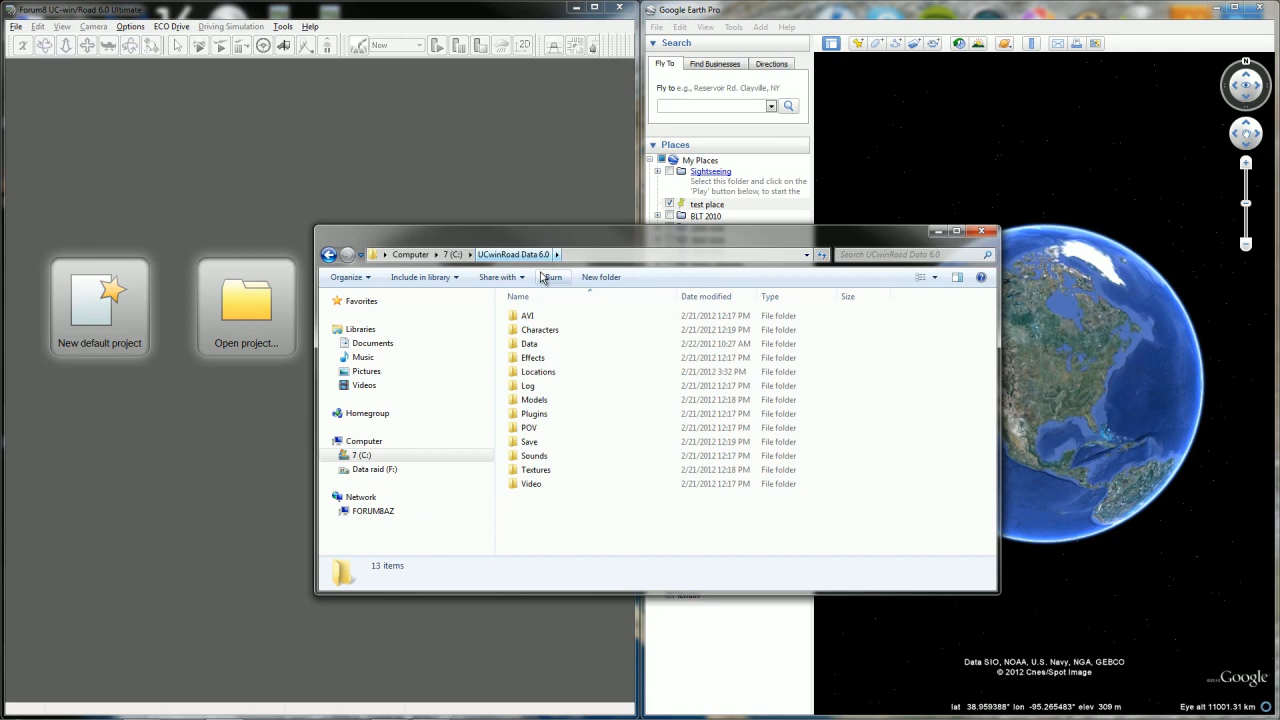 Forum8 UC-win/Road 6.0 Ultimate
File Edit View Camera Options ECO Drive Driving Simulation Tools Help
Now
2D
New default project
Open project...
Google Earth Pro
File Edit View Tools Add Help
Search
Fly To Find Businesses Directions
Fly to e.g., Reservoir Rd. Clayville, NY
Places
My Places
Sightseeing
Select this folder and click on the
'Play' button below, to start the
test place
BLT 2010
Computer 7 (C:) UCwinRoad Data 6.0
Search UCwinRoad Data 6.0
Organize Include in library Share with Burn New folder
Favorites
Libraries
Documents
Music
Pictures
Videos
Homegroup
Computer
7 (C:)
Data raid (F:)
Network
FORUM8AZ
Name Date modified Type Size
AVI 2/21/2012 12:17 PM File folder
Characters 2/21/2012 12:19 PM File folder
Data 2/22/2012 10:27 AM File folder
Effects 2/21/2012 12:17 PM File folder
Locations 2/21/2012 3:32 PM File folder
Log 2/21/2012 12:17 PM File folder
Models 2/21/2012 12:18 PM File folder
Plugins 2/21/2012 12:17 PM File folder
POV 2/21/2012 12:17 PM File folder
Save 2/21/2012 12:19 PM File folder
Sounds 2/21/2012 12:17 PM File folder
Textures 2/21/2012 12:18 PM File folder
Video 2/21/2012 12:17 PM File folder
13 items
N
Data SIO, NOAA, U.S. Navy, NGA, GEBCO
© 2012 Cnes/Spot Image
Google
lat 38.959388° lon -95.265483° elev 309 m Eye alt 11001.31 km